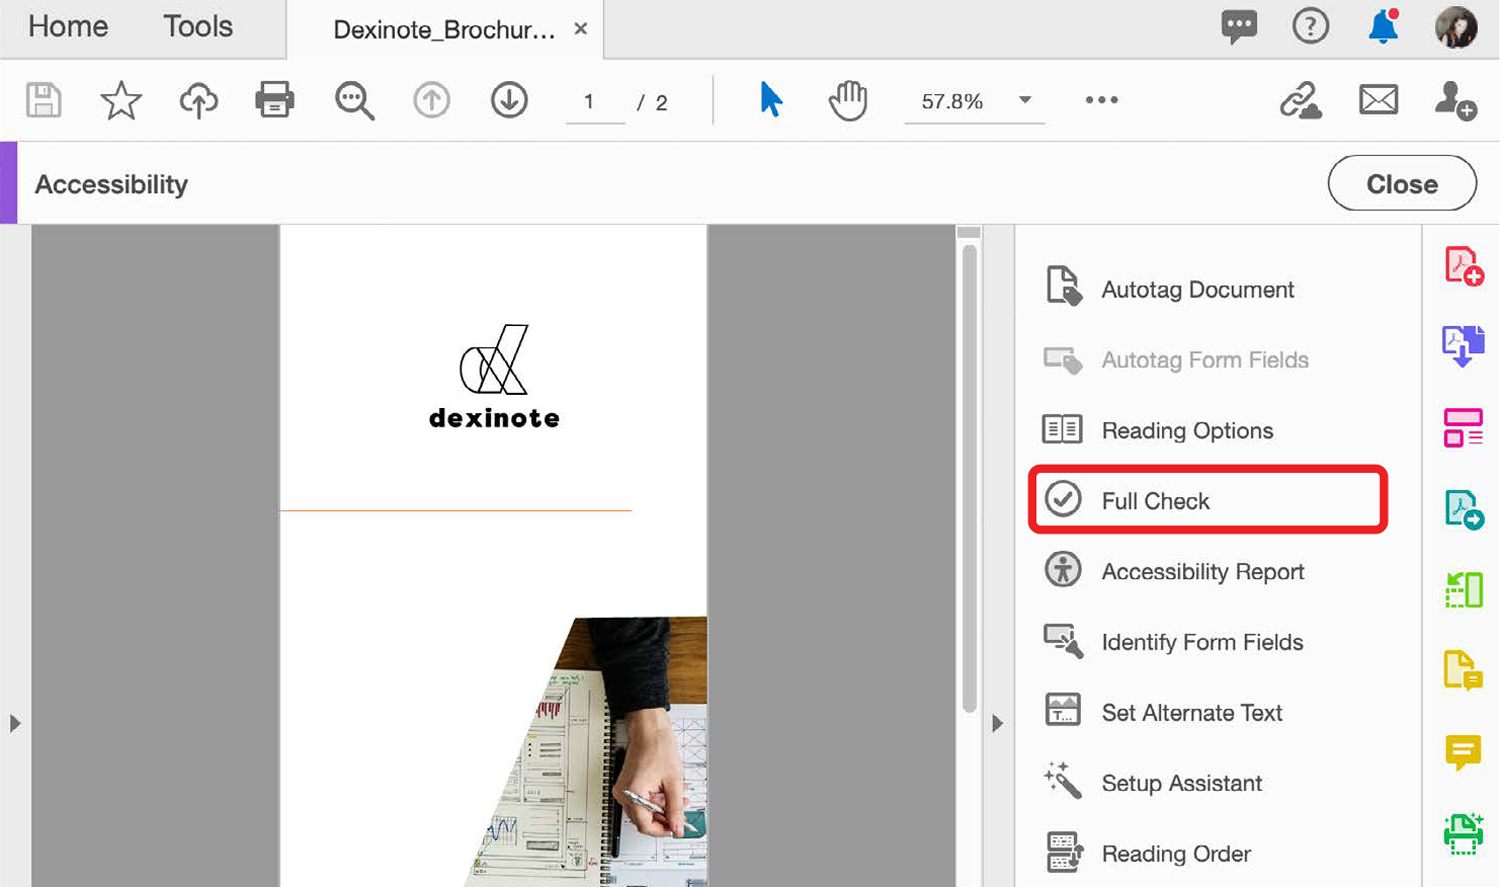 Home Tools Dexinote_Brochur... ×
1 / 2 57.8%
Accessibility
Close
dexinote
Autotag Document
Autotag Form Fields
Reading Options
Full Check
Accessibility Report
Identify Form Fields
Set Alternate Text
Setup Assistant
Reading Order